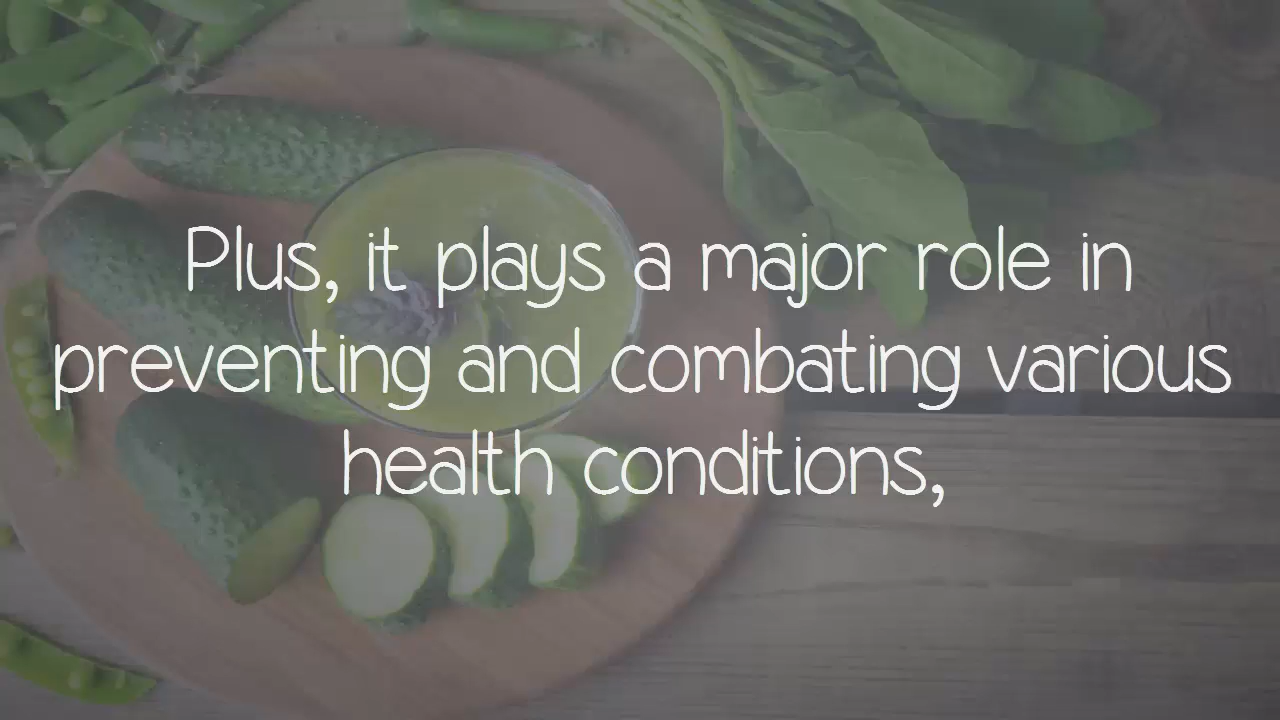 Plus, it plays a major role in
preventing and combating various
health conditions,